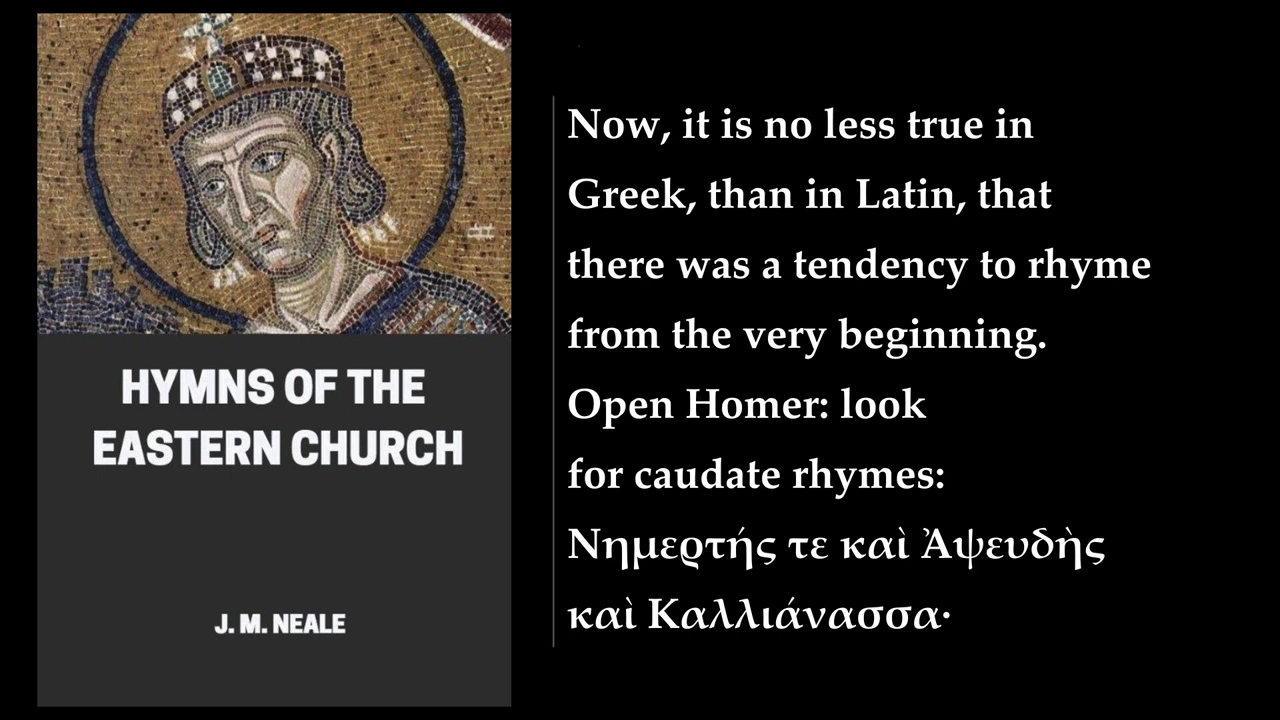 HYMNS OF THE
EASTERN CHURCH
J. M. NEALE
Now, it is no less true in
Greek, than in Latin, that
there was a tendency to rhyme
from the very beginning.
Open Homer: look
for caudate rhymes:
Νημερτής τε καὶ Ἀψευδὴς
καὶ Καλλιάνασσα·